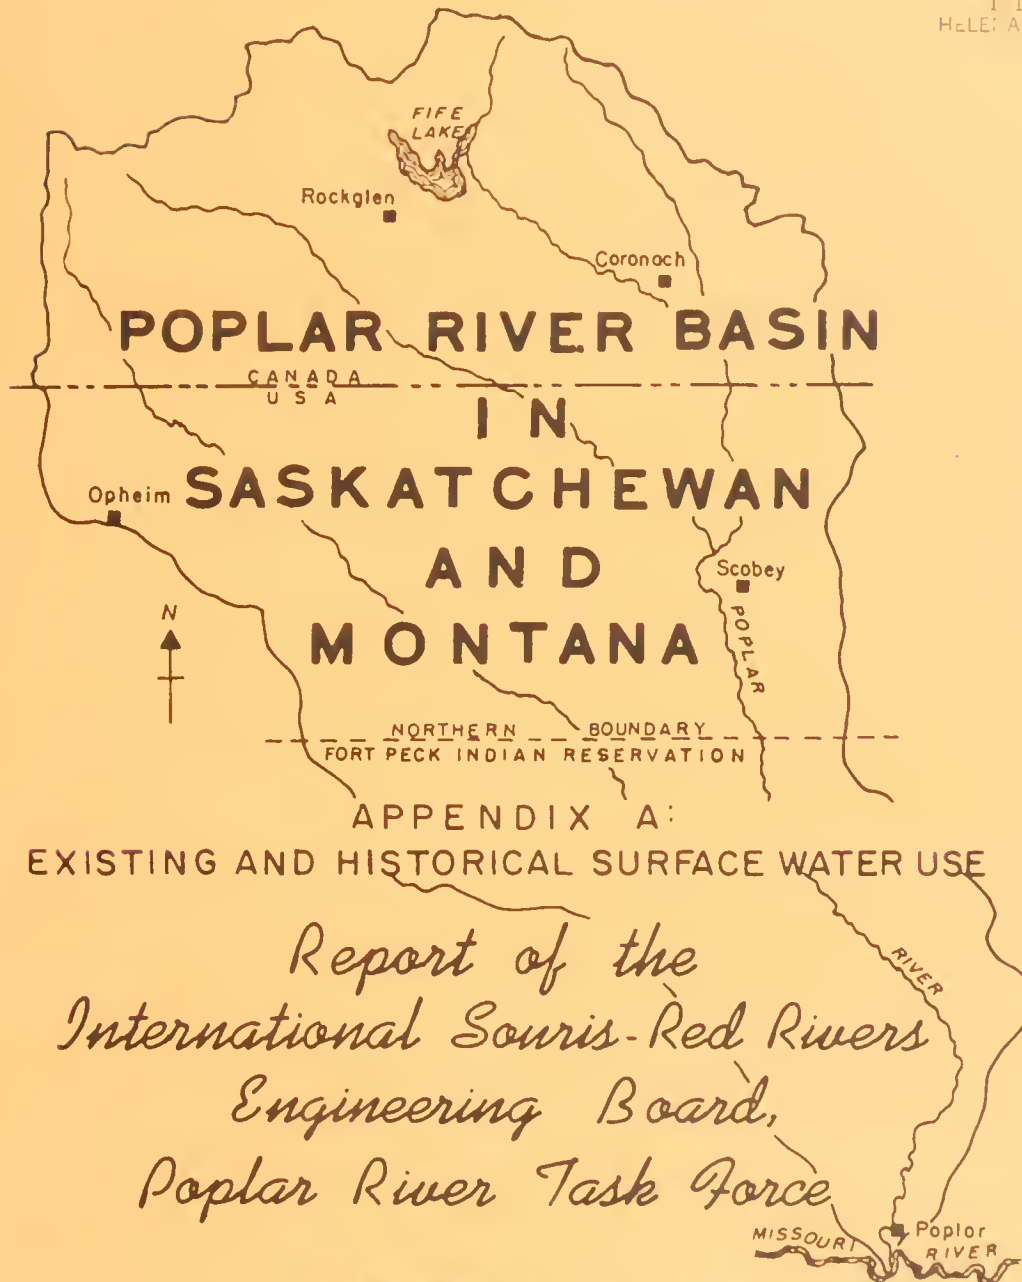 FIFE
LAKE
Rockglen
Coronach
POPLAR RIVER BASIN
CANADA
USA
IN
Opheim
SASKATCHEWAN
AND
Scobey
N
MONTANA
POPLAR
NORTHERN BOUNDARY
FORT PECK INDIAN RESERVATION
APPENDIX A:
EXISTING AND HISTORICAL SURFACE WATER USE
Report of the
RIVER
International Souris-Red Rivers
Engineering Board,
Poplar River Task Force
MISSOURI
Poplar
RIVER